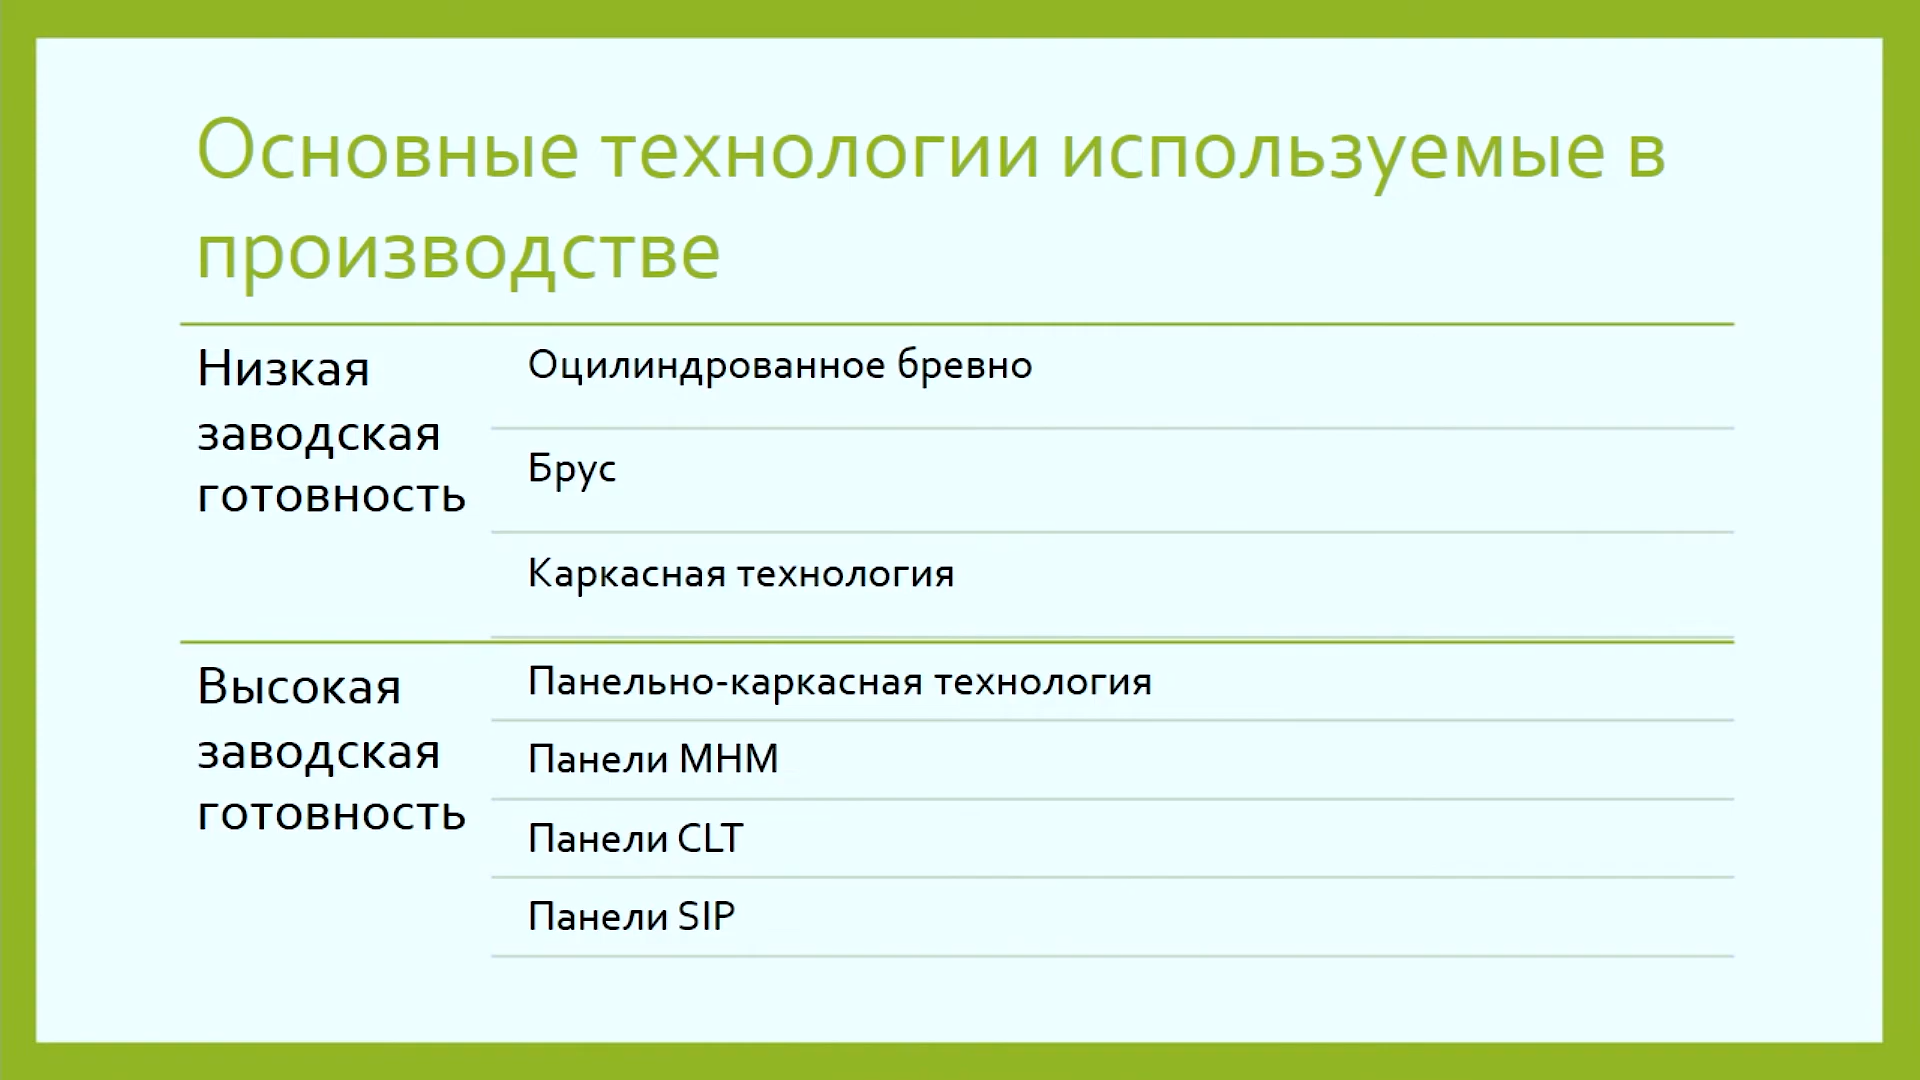 Основные технологии используемые в
производстве
Низкая
заводская
готовность
Оцилиндрованное бревно
Брус
Каркасная технология
Высокая
заводская
готовность
Панельно-каркасная технология
Панели МНМ
Панели CLT
Панели SIP